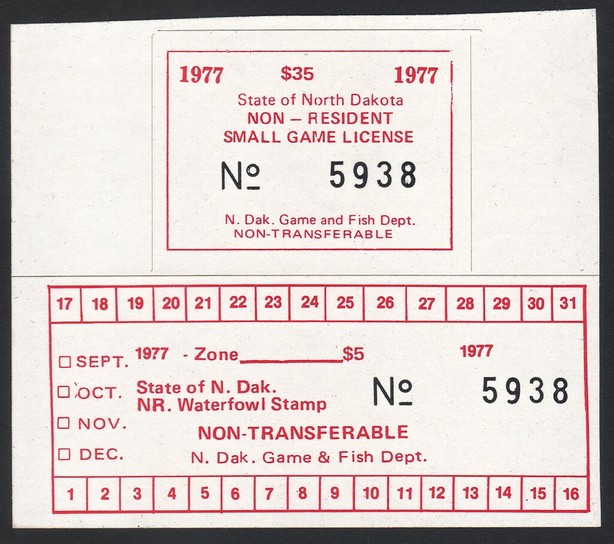 1977 $35 1977
State of North Dakota
NON – RESIDENT
SMALL GAME LICENSE
Nº 5938
N. Dak. Game and Fish Dept.
NON-TRANSFERABLE
17 18 19 20 21 22 23 24 25 26 27 28 29 30 31
☐ SEPT. 1977 - Zone__________$5 1977
☐ OCT. State of N. Dak. Nº 5938
NR. Waterfowl Stamp
☐ NOV. NON-TRANSFERABLE
☐ DEC. N. Dak. Game & Fish Dept.
1 2 3 4 5 6 7 8 9 10 11 12 13 14 15 16